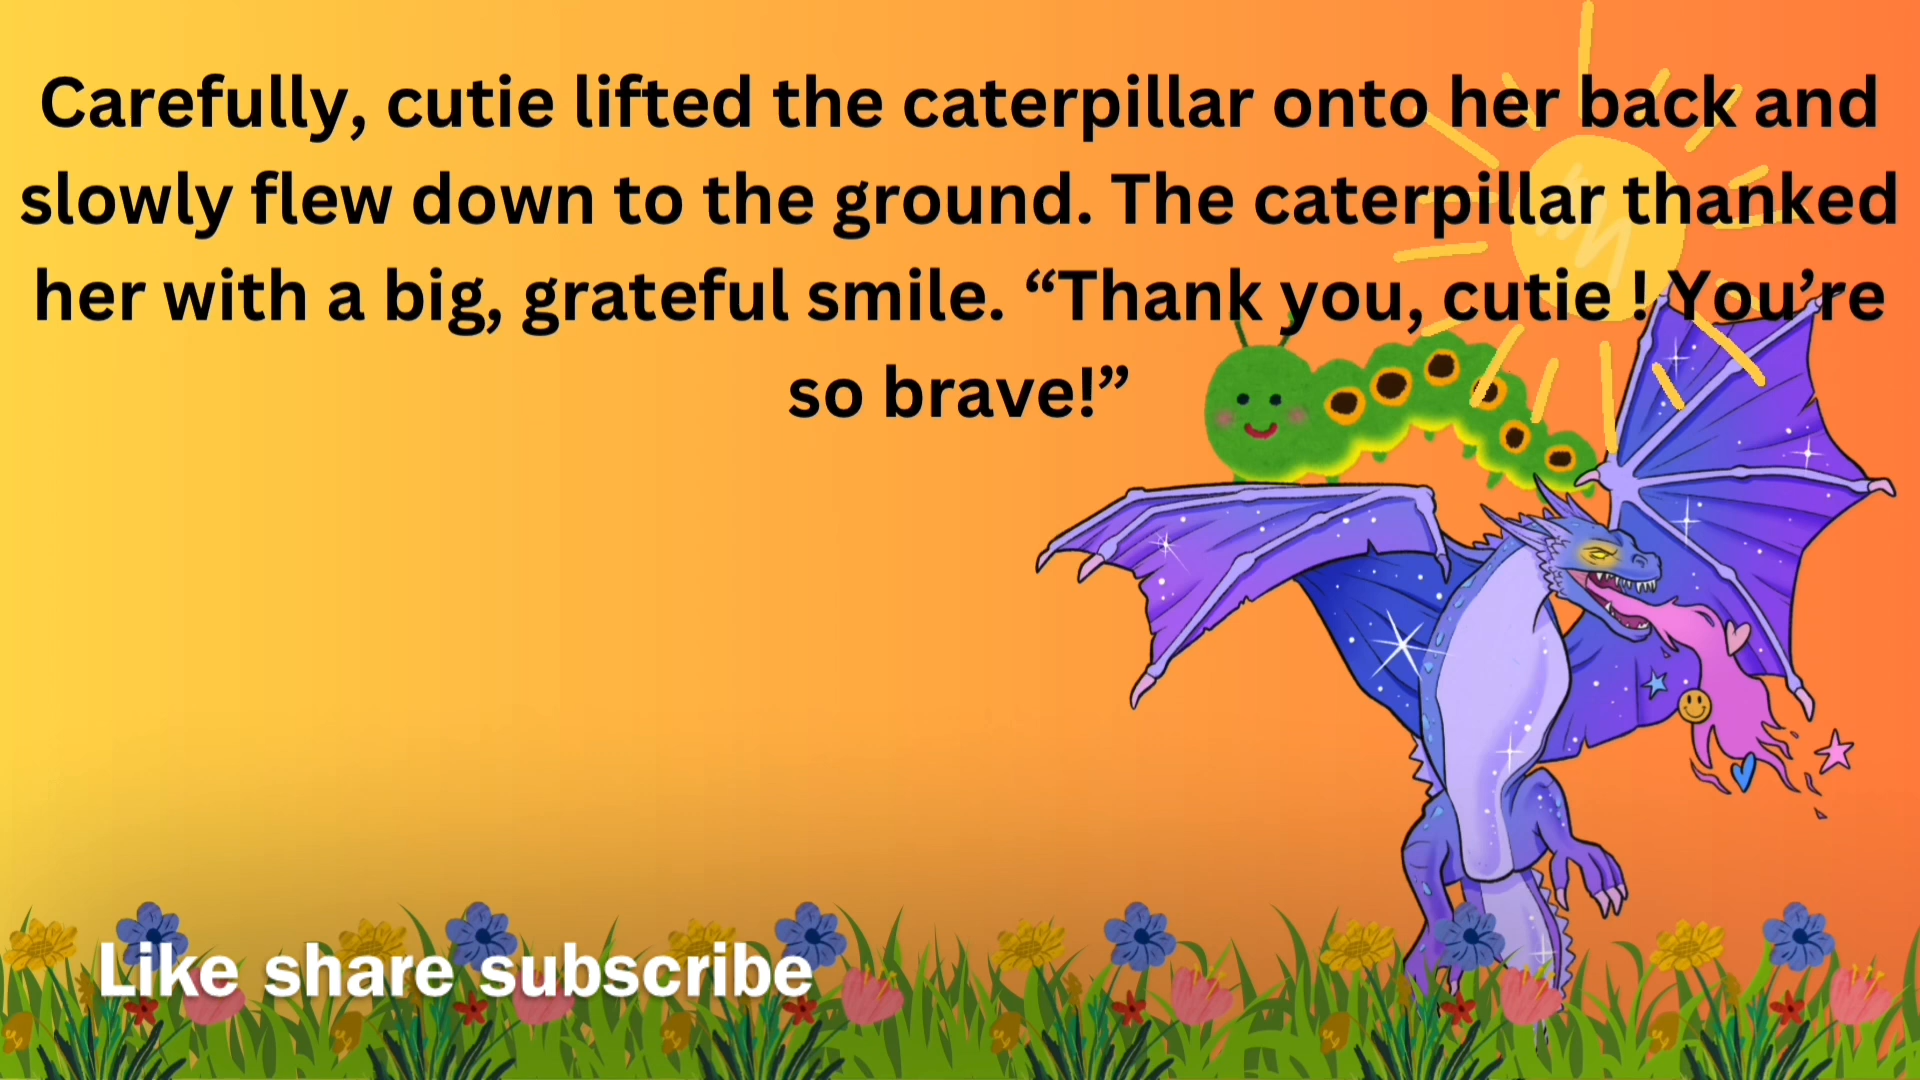 Carefully, cutie lifted the caterpillar onto her back and
slowly flew down to the ground. The caterpillar thanked
her with a big, grateful smile. “Thank you, cutie ! You’re
so brave!”
Like share subscribe